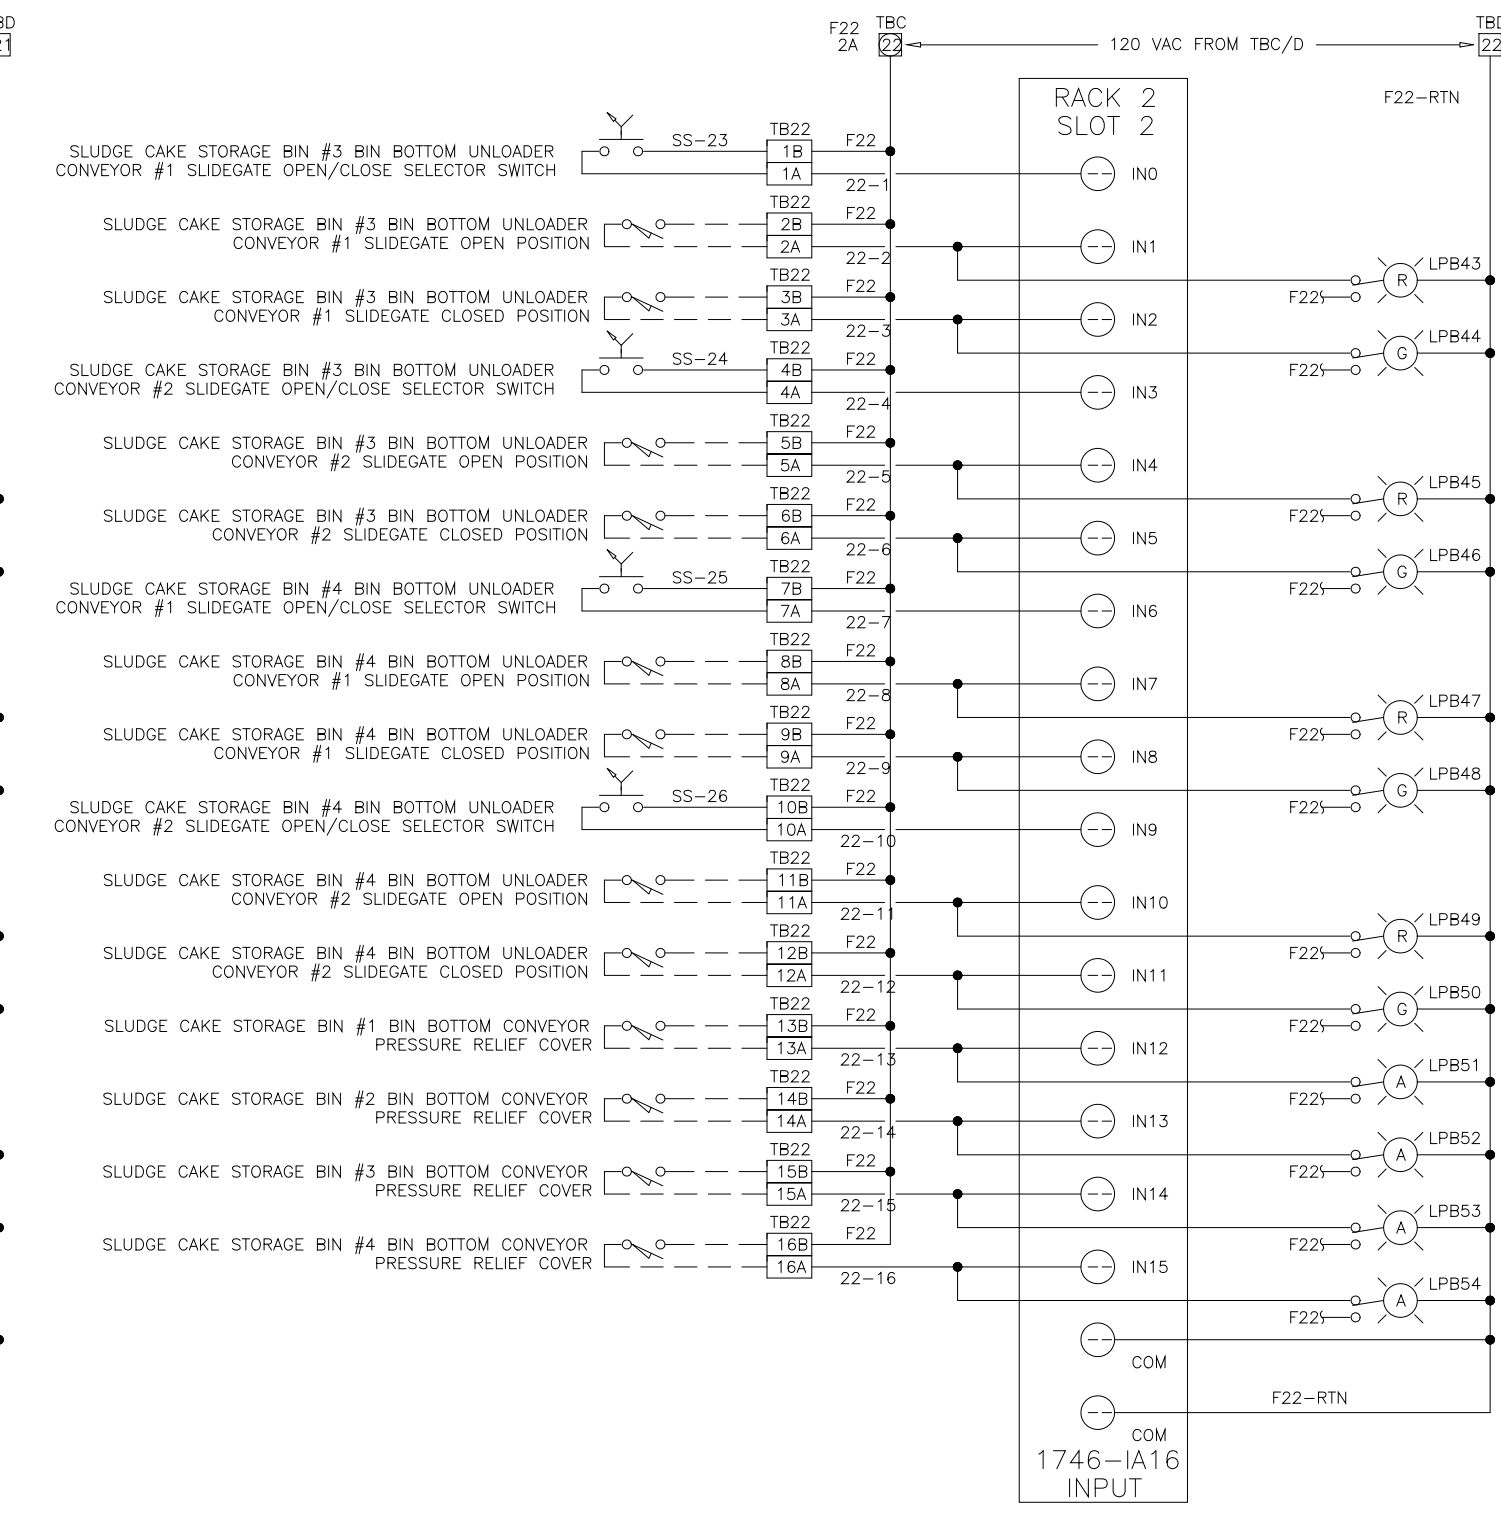 BD
21
F22
2A
TBC
22
120 VAC FROM TBC/D
TBD
22
F22-RTN
RACK 2
SLOT 2
SLUDGE CAKE STORAGE BIN #3 BIN BOTTOM UNLOADER
CONVEYOR #1 SLIDEGATE OPEN/CLOSE SELECTOR SWITCH
SS-23
TB22
1B
1A
F22
22-1
IN0
SLUDGE CAKE STORAGE BIN #3 BIN BOTTOM UNLOADER
CONVEYOR #1 SLIDEGATE OPEN POSITION
TB22
2B
2A
F22
22-2
IN1
LPB43
R
F22
SLUDGE CAKE STORAGE BIN #3 BIN BOTTOM UNLOADER
CONVEYOR #1 SLIDEGATE CLOSED POSITION
TB22
3B
3A
F22
22-3
IN2
LPB44
G
F22
SLUDGE CAKE STORAGE BIN #3 BIN BOTTOM UNLOADER
CONVEYOR #2 SLIDEGATE OPEN/CLOSE SELECTOR SWITCH
SS-24
TB22
4B
4A
F22
22-4
IN3
SLUDGE CAKE STORAGE BIN #3 BIN BOTTOM UNLOADER
CONVEYOR #2 SLIDEGATE OPEN POSITION
TB22
5B
5A
F22
22-5
IN4
LPB45
R
F22
SLUDGE CAKE STORAGE BIN #3 BIN BOTTOM UNLOADER
CONVEYOR #2 SLIDEGATE CLOSED POSITION
TB22
6B
6A
F22
22-6
IN5
LPB46
G
F22
SLUDGE CAKE STORAGE BIN #4 BIN BOTTOM UNLOADER
CONVEYOR #1 SLIDEGATE OPEN/CLOSE SELECTOR SWITCH
SS-25
TB22
7B
7A
F22
22-7
IN6
SLUDGE CAKE STORAGE BIN #4 BIN BOTTOM UNLOADER
CONVEYOR #1 SLIDEGATE OPEN POSITION
TB22
8B
8A
F22
22-8
IN7
LPB47
R
F22
SLUDGE CAKE STORAGE BIN #4 BIN BOTTOM UNLOADER
CONVEYOR #1 SLIDEGATE CLOSED POSITION
TB22
9B
9A
F22
22-9
IN8
LPB48
G
F22
SLUDGE CAKE STORAGE BIN #4 BIN BOTTOM UNLOADER
CONVEYOR #2 SLIDEGATE OPEN/CLOSE SELECTOR SWITCH
SS-26
TB22
10B
10A
F22
22-10
IN9
SLUDGE CAKE STORAGE BIN #4 BIN BOTTOM UNLOADER
CONVEYOR #2 SLIDEGATE OPEN POSITION
TB22
11B
11A
F22
22-11
IN10
LPB49
R
F22
SLUDGE CAKE STORAGE BIN #4 BIN BOTTOM UNLOADER
CONVEYOR #2 SLIDEGATE CLOSED POSITION
TB22
12B
12A
F22
22-12
IN11
LPB50
G
F22
SLUDGE CAKE STORAGE BIN #1 BIN BOTTOM CONVEYOR
PRESSURE RELIEF COVER
TB22
13B
13A
F22
22-13
IN12
LPB51
A
F22
SLUDGE CAKE STORAGE BIN #2 BIN BOTTOM CONVEYOR
PRESSURE RELIEF COVER
TB22
14B
14A
F22
22-14
IN13
LPB52
A
F22
SLUDGE CAKE STORAGE BIN #3 BIN BOTTOM CONVEYOR
PRESSURE RELIEF COVER
TB22
15B
15A
F22
22-15
IN14
LPB53
A
F22
SLUDGE CAKE STORAGE BIN #4 BIN BOTTOM CONVEYOR
PRESSURE RELIEF COVER
TB22
16B
16A
F22
22-16
IN15
LPB54
A
F22
COM
F22-RTN
COM
1746-IA16
INPUT